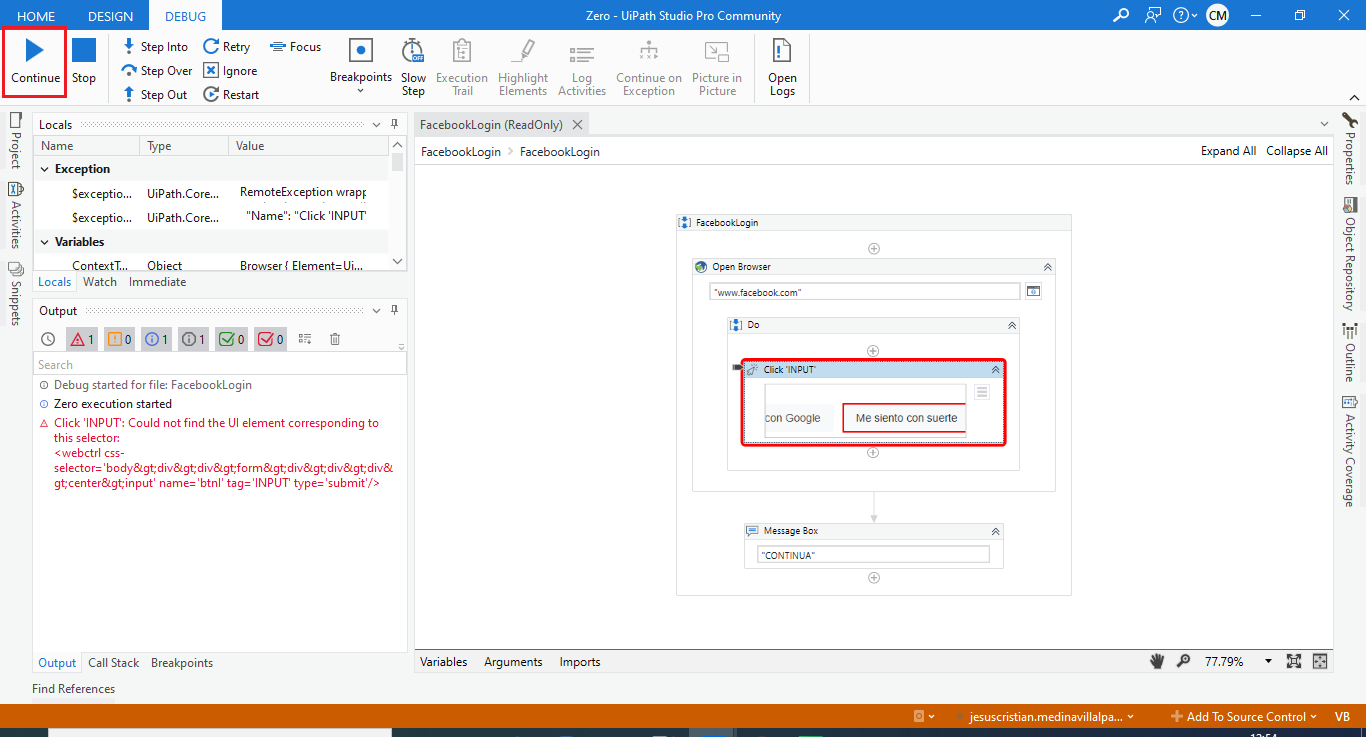 HOME DESIGN DEBUG Zero - UiPath Studio Pro Community CM
Continue Stop
Step Into Retry Focus
Step Over Ignore
Step Out Restart
Breakpoints Slow Step Execution Trail Highlight Elements Log Activities Continue on Exception Picture in Picture Open Logs
OFF
Project
Activities
Snippets
Locals
Name Type Value
Exception
$exceptio... UiPath.Core... RemoteException wrapp
$exceptio... UiPath.Core... "Name": "Click 'INPUT'
Variables
ContextT... Object Browser { Element=Ui...
Locals Watch Immediate
Output
1 0 1 1 0 0
Search
Debug started for file: FacebookLogin
Zero execution started
Click 'INPUT': Could not find the UI element corresponding to
this selector:
<webctrl css-
selector='body&gt;div&gt;div&gt;form&gt;div&gt;div&gt;div&
gt;center&gt;input' name='btnI' tag='INPUT' type='submit'/>
Output Call Stack Breakpoints
Find References
FacebookLogin (ReadOnly)
FacebookLogin > FacebookLogin Expand All Collapse All
FacebookLogin
Open Browser
"www.facebook.com"
Do
Click 'INPUT'
con Google Me siento con suerte
Message Box
"CONTINUA"
Variables Arguments Imports 77.79%
Properties
Object Repository
Outline
Activity Coverage
jesuscristian.medinavillalpa... Add To Source Control VB